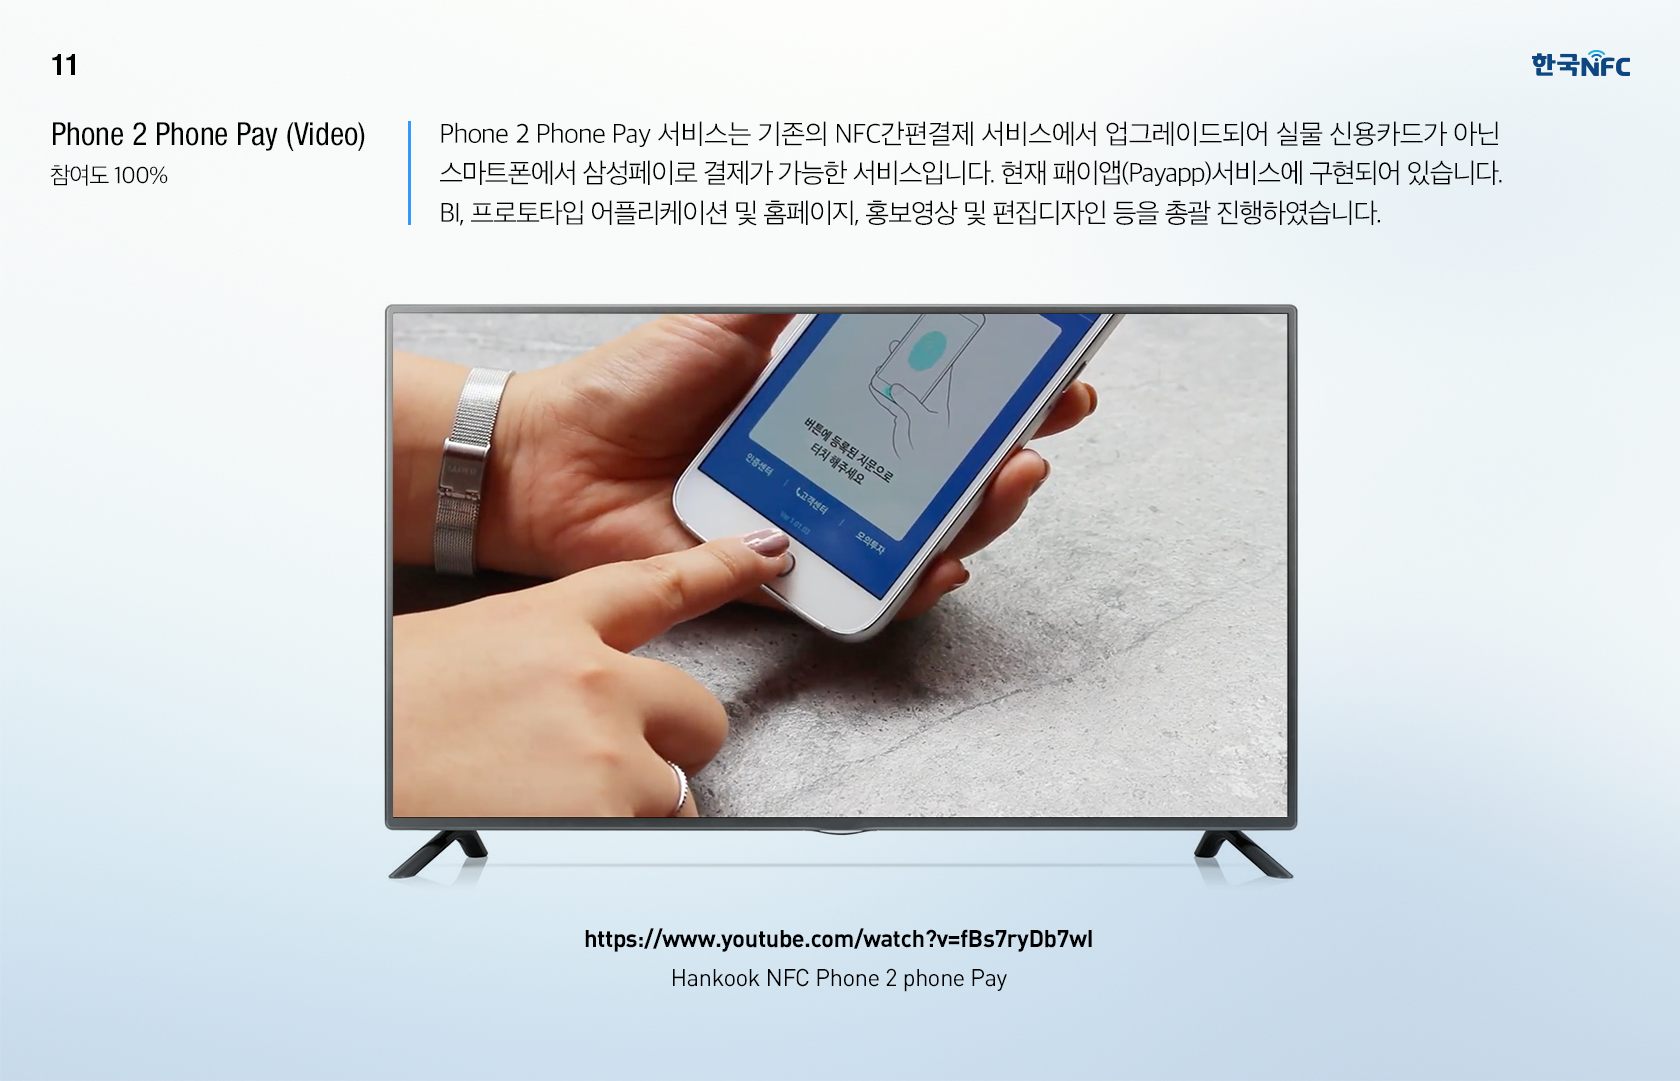 11
한국NFC
Phone 2 Phone Pay (Video)
참여도 100%
Phone 2 Phone Pay 서비스는 기존의 NFC간편결제 서비스에서 업그레이드되어 실물 신용카드가 아닌
스마트폰에서 삼성페이로 결제가 가능한 서비스입니다. 현재 패이앱(Payapp)서비스에 구현되어 있습니다.
BI, 프로토타입 어플리케이션 및 홈페이지, 홍보영상 및 편집디자인 등을 총괄 진행하였습니다.
버튼에 등록된 지문으로
터치 해주세요
인증센터 | 고객센터 | 모의투자
https://www.youtube.com/watch?v=fBs7ryDb7wI
Hankook NFC Phone 2 phone Pay